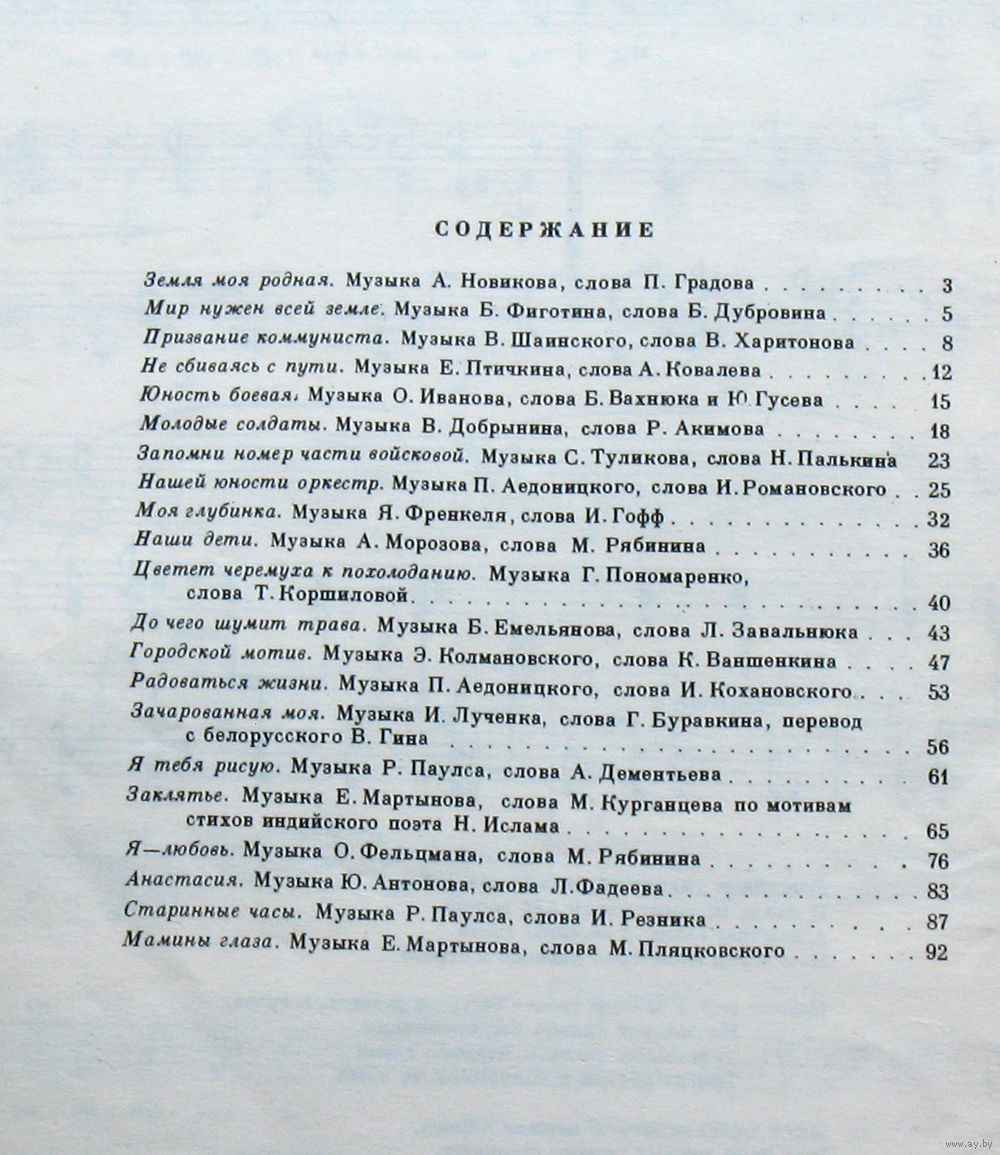 СОДЕРЖАНИЕ
Земля моя родная. Музыка А. Новикова, слова П. Градова . . . . . . . . . . 3
Мир нужен всей земле. Музыка Б. Фиготина, слова Б. Дубровина . . . . . . 5
Призвание коммуниста. Музыка В. Шаинского, слова В. Харитонова . . . . 8
Не сбиваясь с пути. Музыка Е. Птичкина, слова А. Ковалева . . . . . . . . . 12
Юность боевая. Музыка О. Иванова, слова Б. Вахнюка и Ю. Гусева . . . . . 15
Молодые солдаты. Музыка В. Добрынина, слова Р. Акимова . . . . . . . . 18
Запомни номер части войсковой. Музыка С. Туликова, слова Н. Палькина 23
Нашей юности оркестр. Музыка П. Аедоницкого, слова И. Романовского . . 25
Моя глубинка. Музыка Я. Френкеля, слова И. Гофф . . . . . . . . . . . . . 32
Наши дети. Музыка А. Морозова, слова М. Рябинина . . . . . . . . . . . 36
Цветет черемуха к похолоданию. Музыка Г. Пономаренко,
слова Т. Коршиловой . . . . . . . . . . . . . . . . . . . . . . . . . . 40
До чего шумит трава. Музыка Б. Емельянова, слова Л. Завальнюка . . . 43
Городской мотив. Музыка Э. Колмановского, слова К. Ваншенкина . . . . 47
Радоваться жизни. Музыка П. Аедоницкого, слова И. Кохановского . . . 53
Зачарованная моя. Музыка И. Лученка, слова Г. Буравкина, перевод
с белорусского В. Гина . . . . . . . . . . . . . . . . . . . . . . . . 56
Я тебя рисую. Музыка Р. Паулса, слова А. Дементьева . . . . . . . . . . 61
Заклятье. Музыка Е. Мартынова, слова М. Курганцева по мотивам
стихов индийского поэта Н. Ислама . . . . . . . . . . . . . . . . . . 65
Я—любовь. Музыка О. Фельцмана, слова М. Рябинина . . . . . . . . . . . 76
Анастасия. Музыка Ю. Антонова, слова Л. Фадеева . . . . . . . . . . . . . 83
Старинные часы. Музыка Р. Паулса, слова И. Резника . . . . . . . . . . . 87
Мамины глаза. Музыка Е. Мартынова, слова М. Пляцковского . . . . . . . 92
www.ay.by